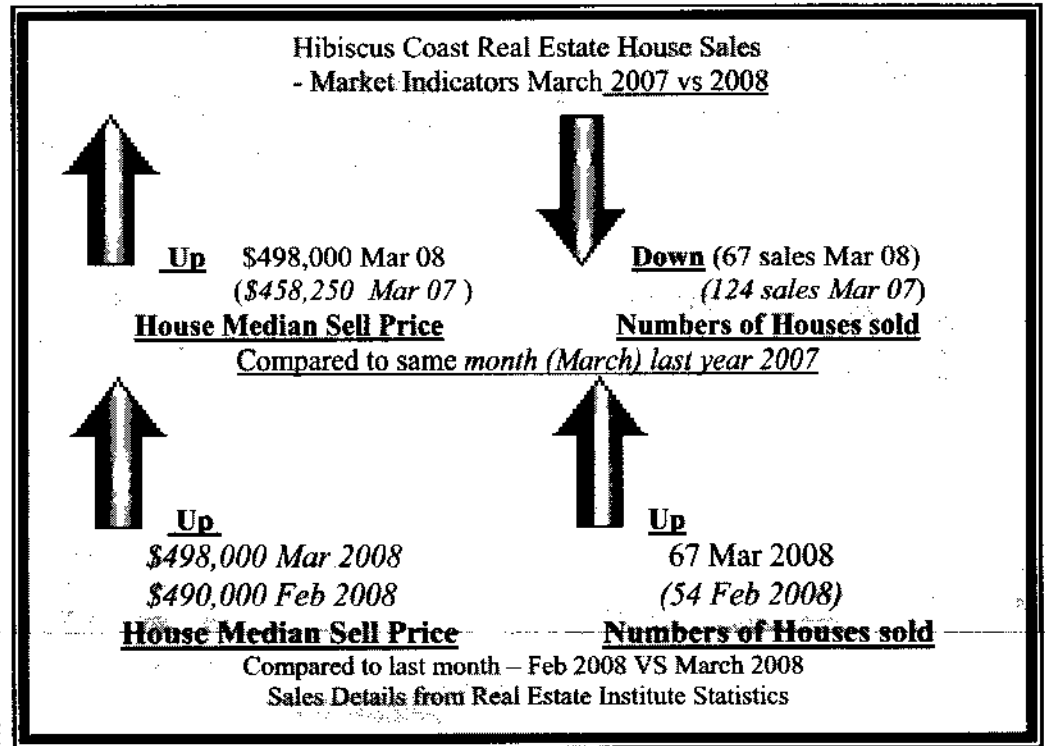 Hibiscus Coast Real Estate House Sales
- Market Indicators March 2007 vs 2008
Up $498,000 Mar 08
($458,250 Mar 07 )
House Median Sell Price
Down (67 sales Mar 08)
(124 sales Mar 07)
Numbers of Houses sold
Compared to same month (March) last year 2007
Up
$498,000 Mar 2008
$490,000 Feb 2008
House Median Sell Price
Up
67 Mar 2008
(54 Feb 2008)
Numbers of Houses sold
Compared to last month – Feb 2008 VS March 2008
Sales Details from Real Estate Institute Statistics